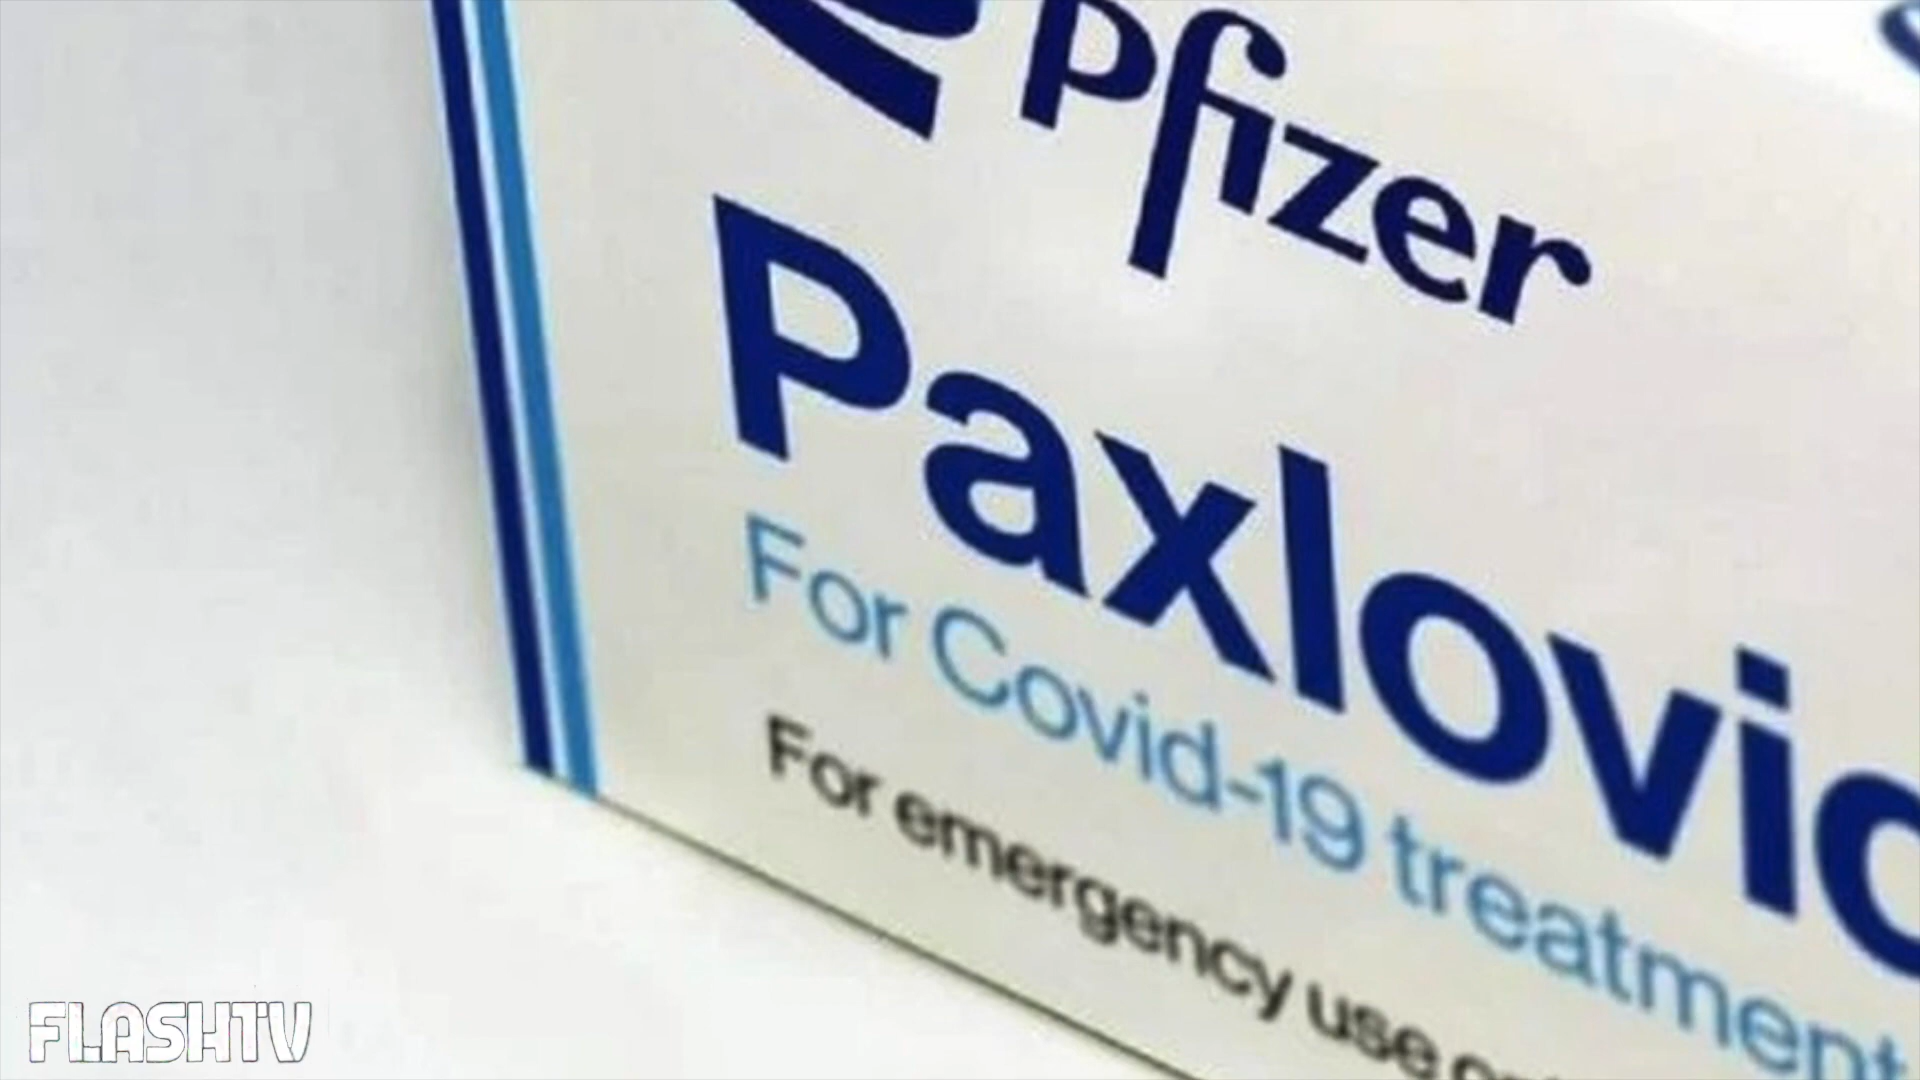 Pfizer
Paxlovid
For Covid-19 treatment
For emergency use
FLASHTV